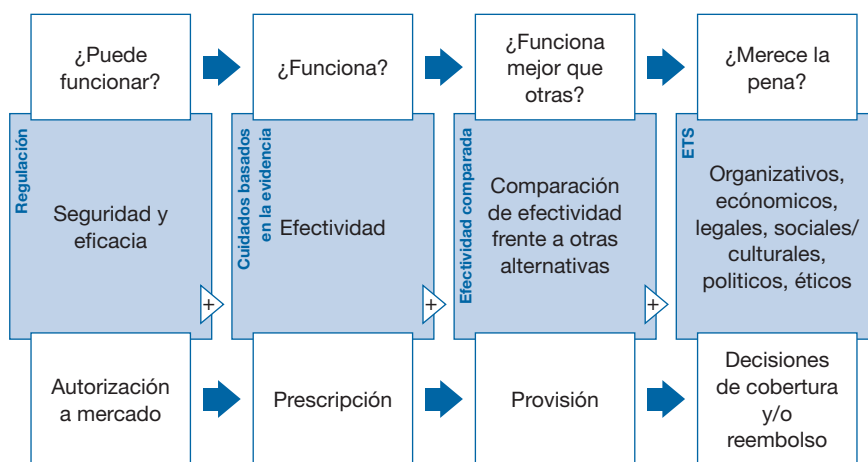 ¿Puede
funcionar?
¿Funciona?
¿Funciona
mejor que
otras?
¿Merece la
pena?
Regulación
Seguridad y
eficacia
+
Cuidados basados
en la evidencia
Efectividad
+
Efectividad comparada
Comparación
de efectividad
frente a otras
alternativas
+
ETS
Organizativos,
ecónomicos,
legales, sociales/
culturales,
politicos, éticos
Autorización
a mercado
Prescripción
Provisión
Decisiones
de cobertura
y/o
reembolso